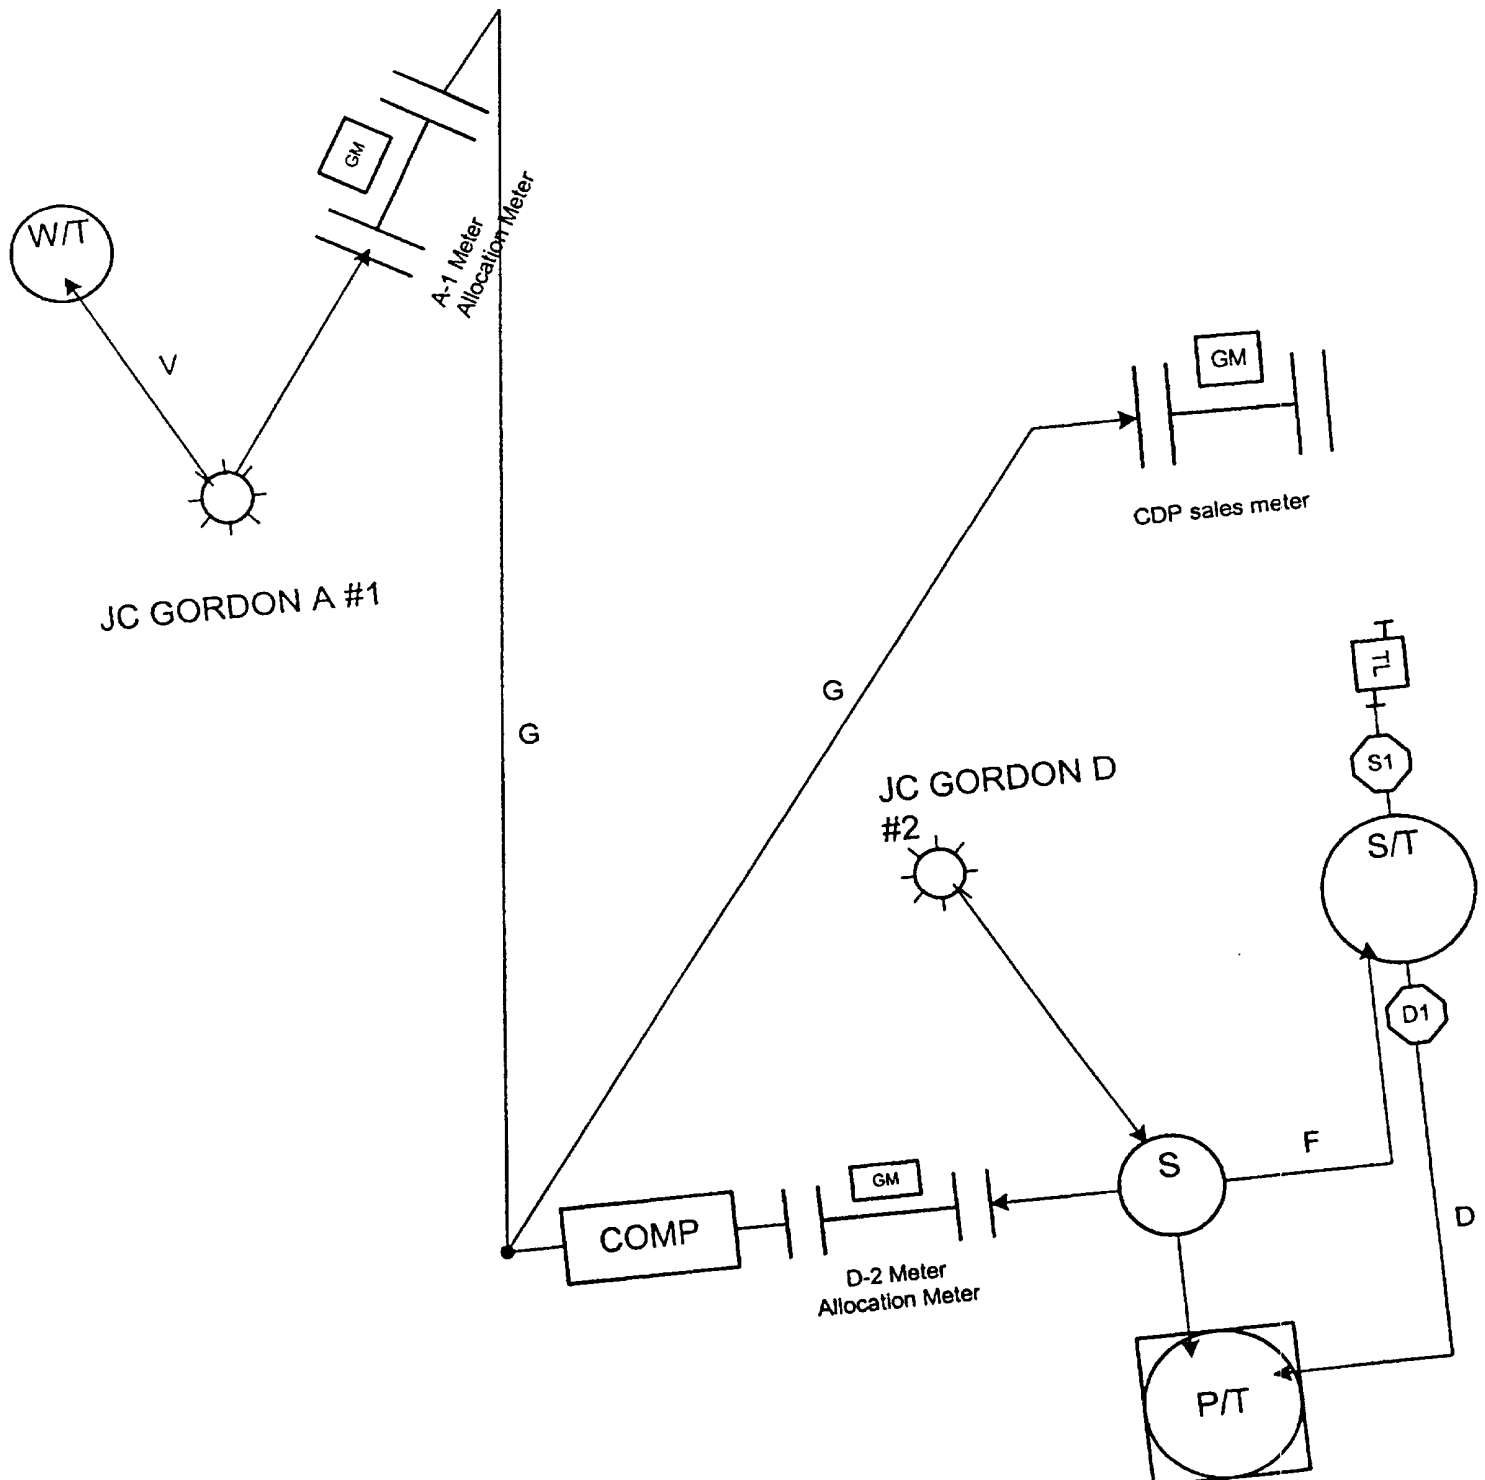 GM
A-1 Meter
Allocation Meter
W/T
V
JC GORDON A #1
GM
CDP sales meter
G
G
TL
S1
S/T
JC GORDON D
#2
D1
S
F
D
GM
COMP
D-2 Meter
Allocation Meter
P/T